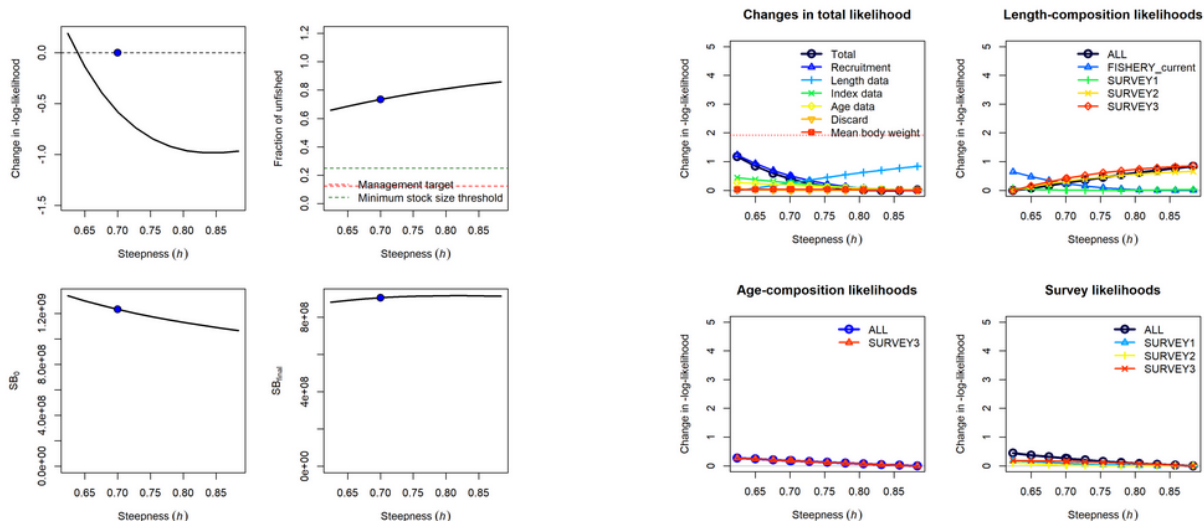 Change in -log-likelihood
0.0
-0.5
-1.0
-1.5
0.65 0.70 0.75 0.80 0.85
Steepness (h)
Fraction of unfished
1.2
1.0
0.8
0.6
0.4
0.2
0.0
Management target
Minimum stock size threshold
0.65 0.70 0.75 0.80 0.85
Steepness (h)
SB0
1.2e+09
8.0e+08
4.0e+08
0.0e+00
0.65 0.70 0.75 0.80 0.85
Steepness (h)
SBfinal
8e+08
4e+08
0e+00
0.65 0.70 0.75 0.80 0.85
Steepness (h)
Changes in total likelihood
Change in -log-likelihood
5
4
3
2
1
0
Total
Recruitment
Length data
Index data
Age data
Discard
Mean body weight
0.65 0.70 0.75 0.80 0.85
Steepness (h)
Length-composition likelihoods
Change in -log-likelihood
5
4
3
2
1
0
ALL
FISHERY_current
SURVEY1
SURVEY2
SURVEY3
0.65 0.70 0.75 0.80 0.85
Steepness (h)
Age-composition likelihoods
Change in -log-likelihood
5
4
3
2
1
0
ALL
SURVEY3
0.65 0.70 0.75 0.80 0.85
Steepness (h)
Survey likelihoods
Change in -log-likelihood
5
4
3
2
1
0
ALL
SURVEY1
SURVEY2
SURVEY3
0.65 0.70 0.75 0.80 0.85
Steepness (h)